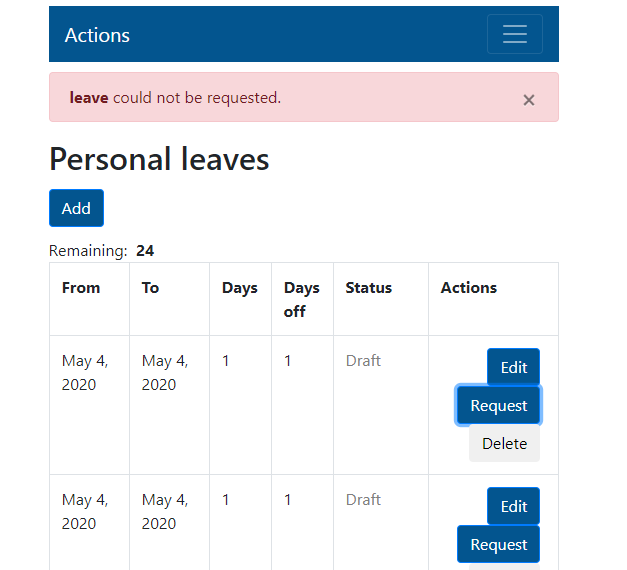 Actions
leave could not be requested. ×
Personal leaves
Add
Remaining: 24
From To Days Days off Status Actions
May 4, 2020 May 4, 2020 1 1 Draft Edit
Request
Delete
May 4, 2020 May 4, 2020 1 1 Draft Edit
Request